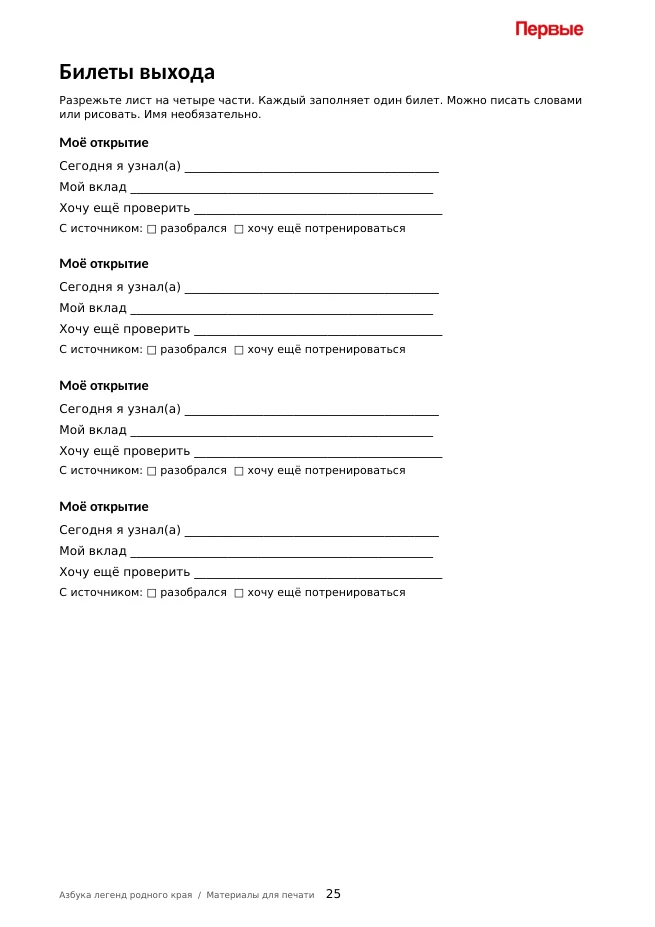 Первые
Билеты выхода
Разрежьте лист на четыре части. Каждый заполняет один билет. Можно писать словами
или рисовать. Имя необязательно.
Моё открытие
Сегодня я узнал(а) ________________________________________
Мой вклад ________________________________________________
Хочу ещё проверить _______________________________________
С источником: □ разобрался □ хочу ещё потренироваться
Моё открытие
Сегодня я узнал(а) ________________________________________
Мой вклад ________________________________________________
Хочу ещё проверить _______________________________________
С источником: □ разобрался □ хочу ещё потренироваться
Моё открытие
Сегодня я узнал(а) ________________________________________
Мой вклад ________________________________________________
Хочу ещё проверить _______________________________________
С источником: □ разобрался □ хочу ещё потренироваться
Моё открытие
Сегодня я узнал(а) ________________________________________
Мой вклад ________________________________________________
Хочу ещё проверить _______________________________________
С источником: □ разобрался □ хочу ещё потренироваться
Азбука легенд родного края / Материалы для печати 25